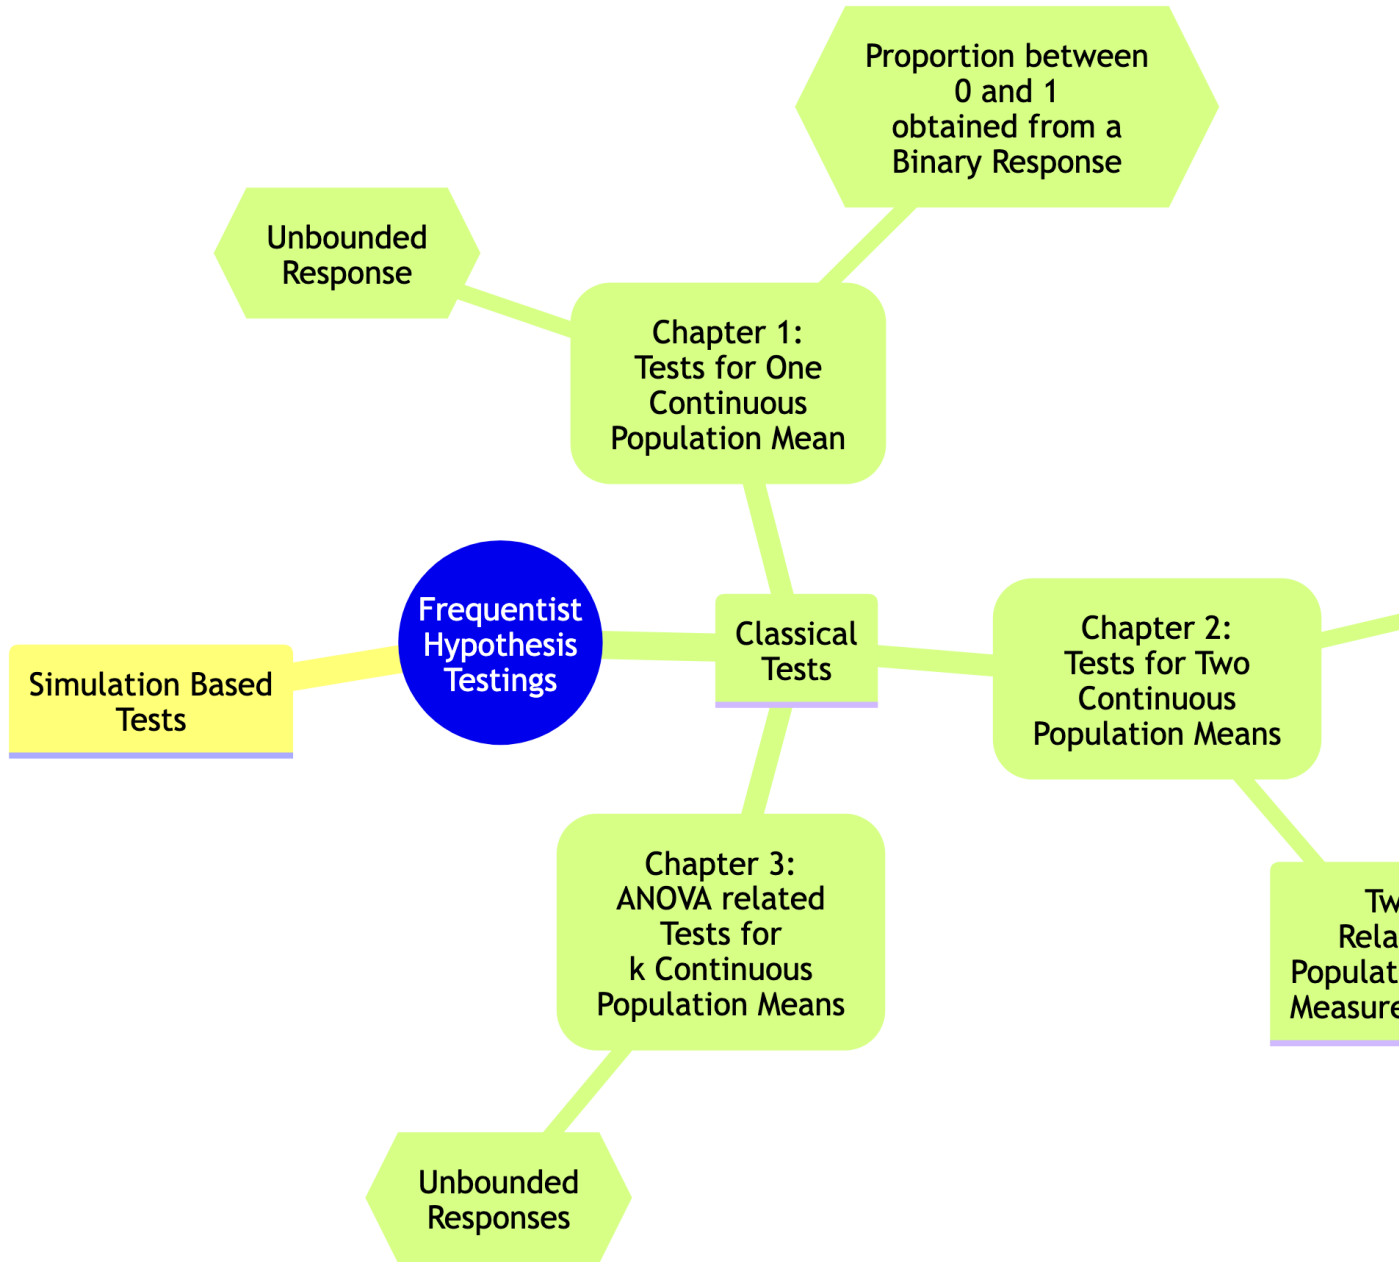 Proportion between
0 and 1
obtained from a
Binary Response
Unbounded
Response
Chapter 1:
Tests for One
Continuous
Population Mean
Frequentist
Hypothesis
Testings
Classical
Tests
Simulation Based
Tests
Chapter 2:
Tests for Two
Continuous
Population Means
Chapter 3:
ANOVA related
Tests for
k Continuous
Population Means
Unbounded
Responses